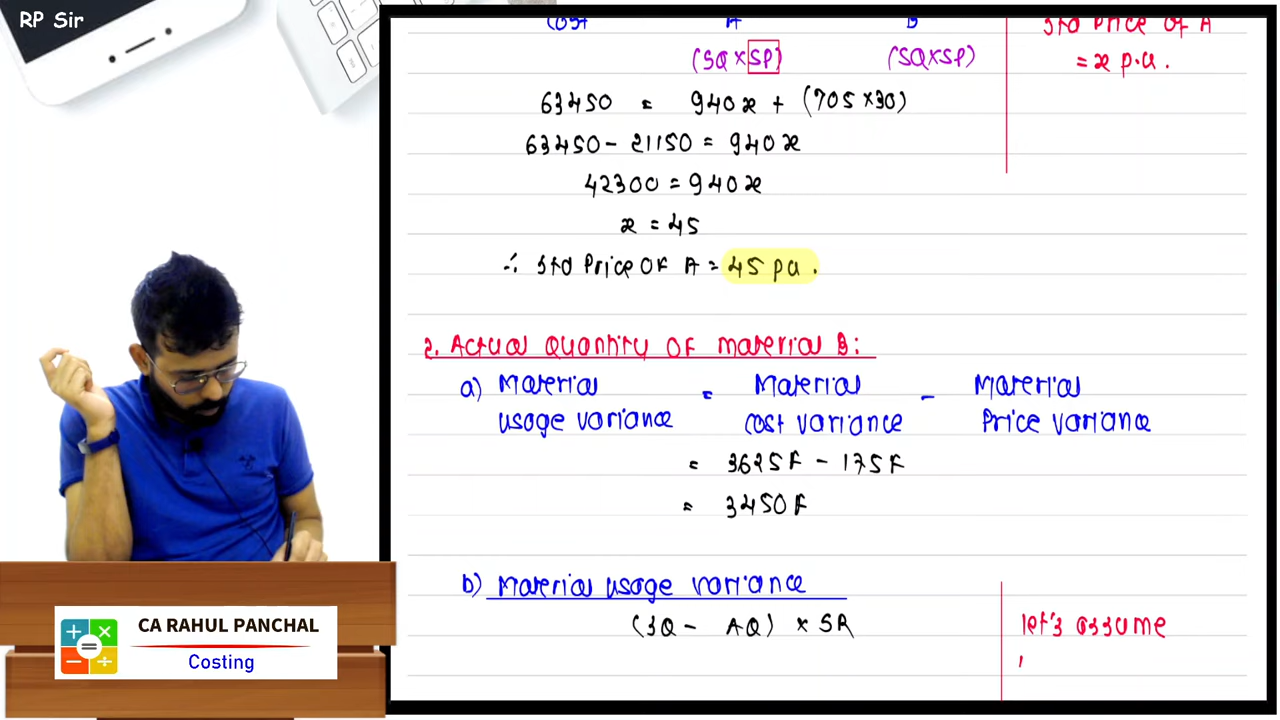 RP Sir
Cost A B
Std Price of A
(SQ x SP) (SQ x SP)
= x p.u.
63450 = 940x + (705 x 30)
63450 - 21150 = 940x
42300 = 940x
x = 45
∴ Std Price OF A = 45 pu.
2. Actual Quantity OF material B:
a) Material usage variance = Material cost variance - Material Price variance
= 3625F - 175F
= 3450F
b) Material usage variance
(SQ - AQ) x SR
let's assume
CA RAHUL PANCHAL
Costing